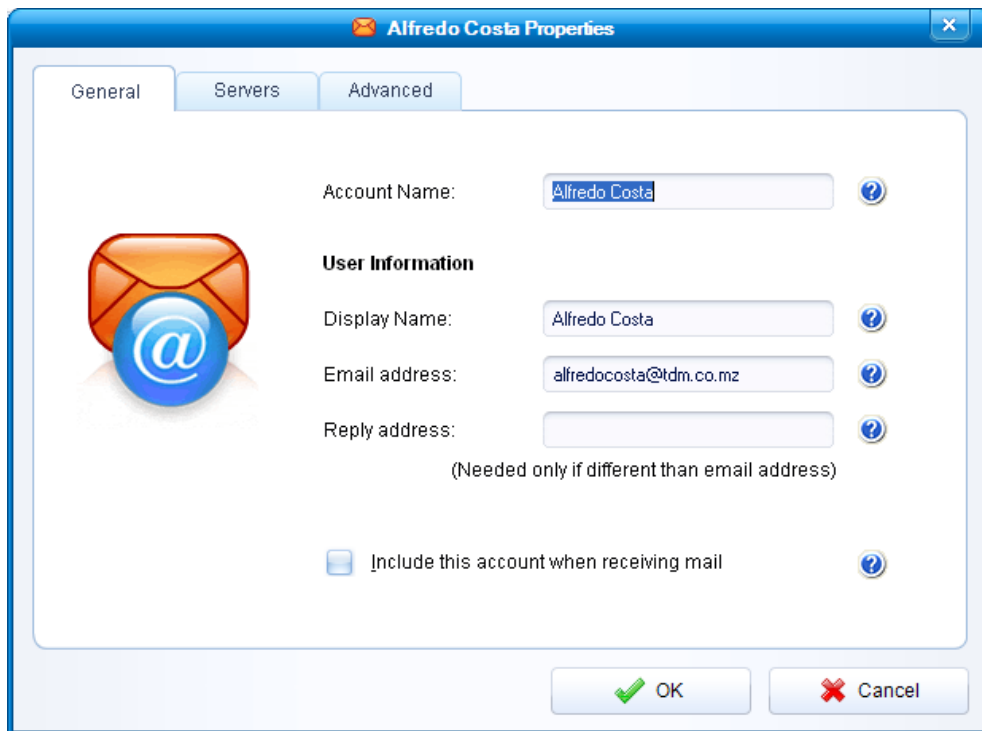 Alfredo Costa Properties
General Servers Advanced
Account Name: Alfredo Costa
User Information
Display Name: Alfredo Costa
Email address: alfredocosta@tdm.co.mz
Reply address:
(Needed only if different than email address)
Include this account when receiving mail
OK Cancel